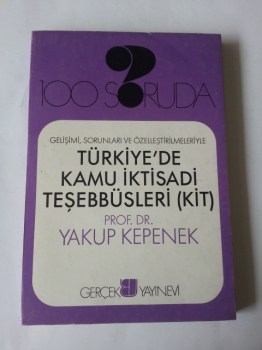 100 SORUDA
GELİŞİMİ, SORUNLARI VE ÖZELLEŞTİRİLMELERİYLE
TÜRKİYE'DE
KAMU İKTİSADİ
TEŞEBBÜSLERİ (KİT)
PROF. DR.
YAKUP KEPENEK
GERÇEK YAYINEVİ